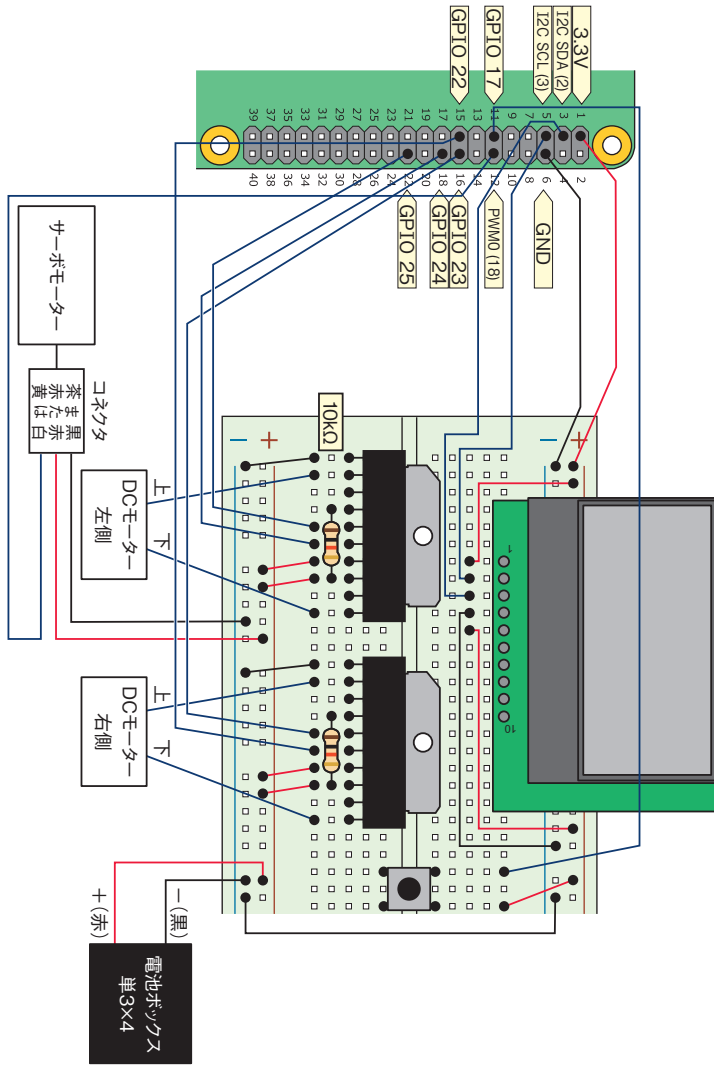 3.3V
I2C SDA (2)
I2C SCL (3)
GPIO 17
GPIO 22
1
3
5
7
9
11
13
15
17
19
21
23
25
27
29
31
33
35
37
39
2
4
6
8
10
12
14
16
18
20
22
24
26
28
30
32
34
36
38
40
GND
PWM0 (18)
GPIO 23
GPIO 24
GPIO 25
サーボモーター
コネクタ
茶または黒
赤 赤
黄 白
10kΩ
− +
− +
上
DCモーター
左側
下
上
DCモーター
右側
下
1
10
−(黒)
+(赤)
電池ボックス
単3×4